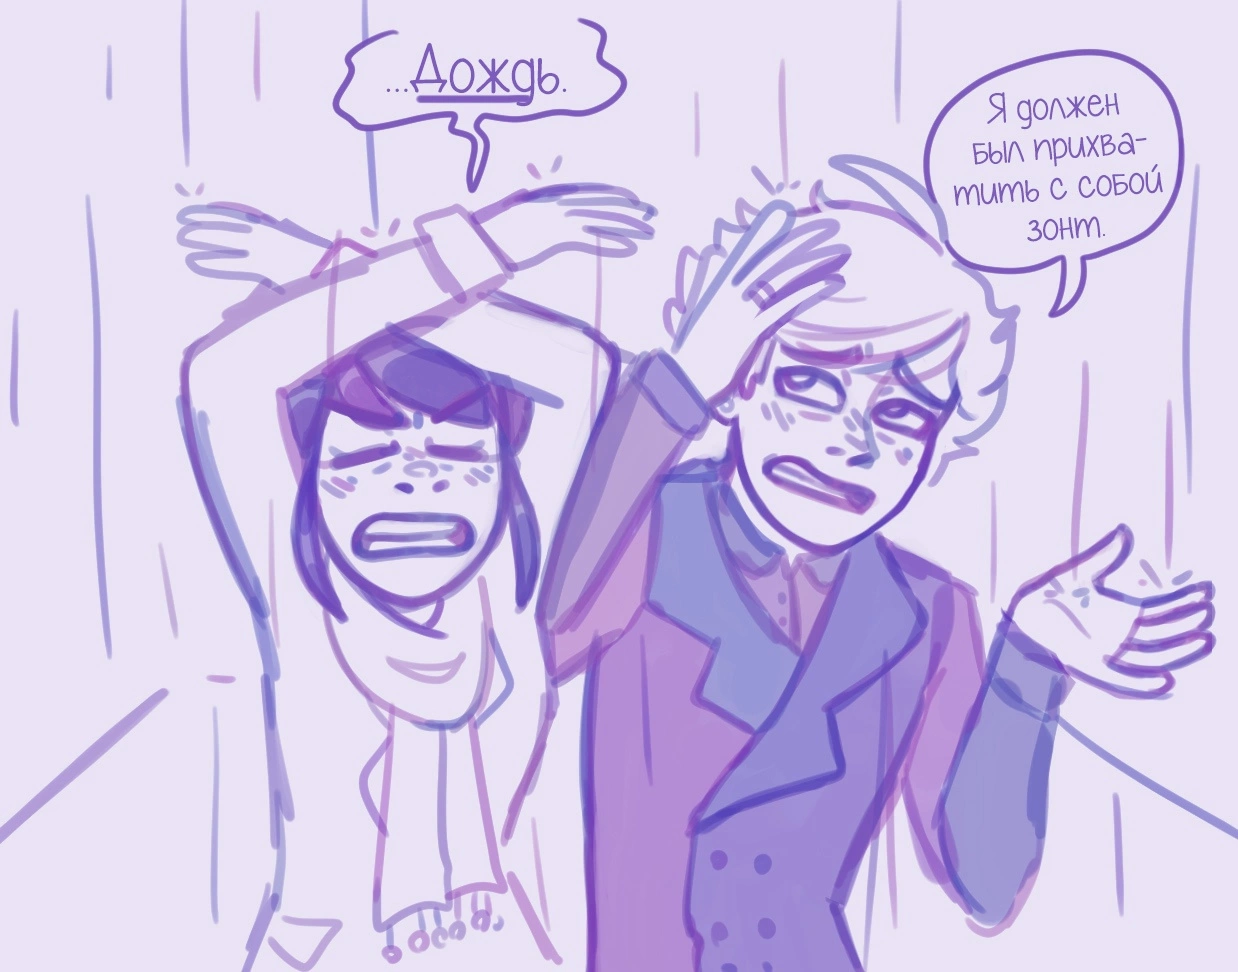 ...Дождь.
Я должен
был прихва-
тить с собой
зонт.